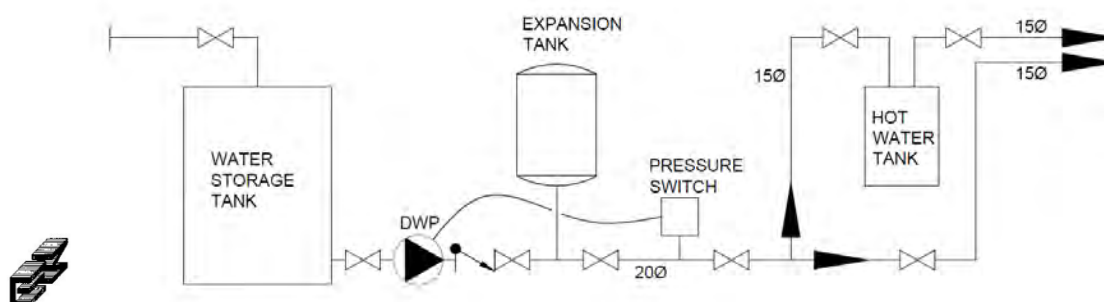 EXPANSION
TANK
15Ø
15Ø
15Ø
HOT
WATER
TANK
WATER
STORAGE
TANK
PRESSURE
SWITCH
DWP
20Ø